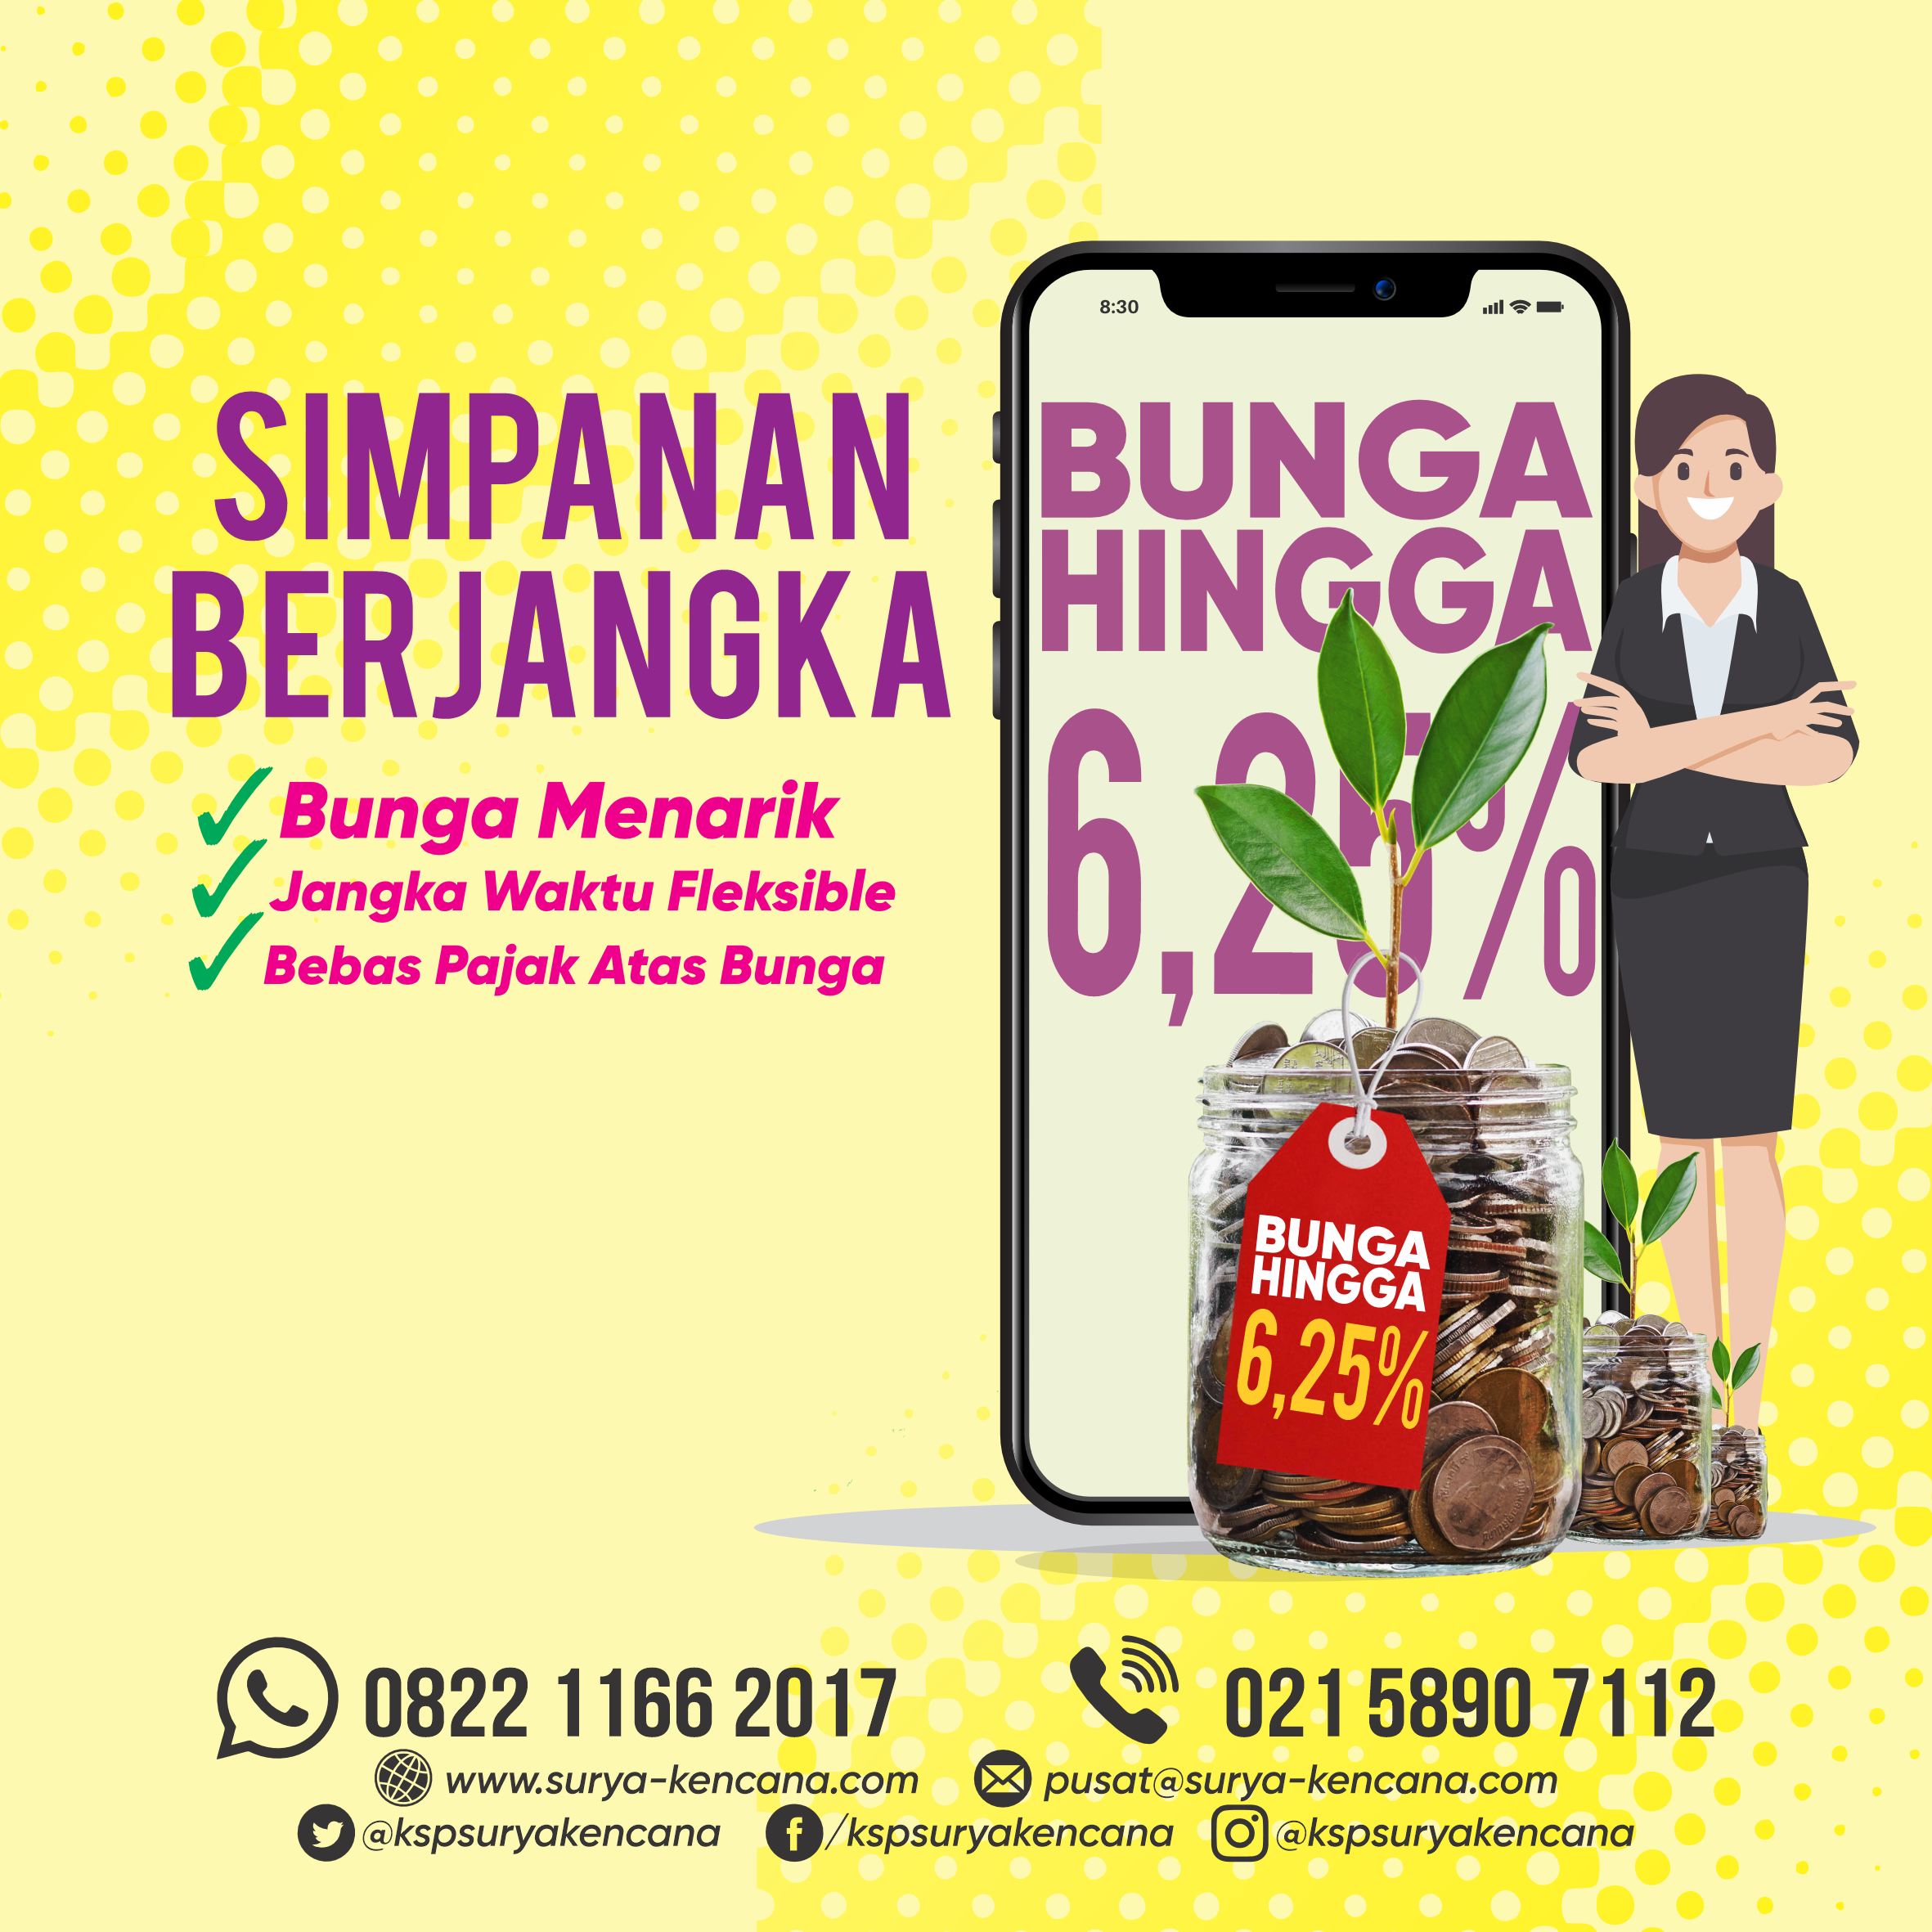 SIMPANAN
BERJANGKA
Bunga Menarik
Jangka Waktu Fleksible
Bebas Pajak Atas Bunga
8:30
BUNGA
HINGGA
6,25%
BUNGA
HINGGA
6,25%
0822 1166 2017
021 5890 7112
www.surya-kencana.com
pusat@surya-kencana.com
@kspsuryakencana
/kspsuryakencana
@kspsuryakencana